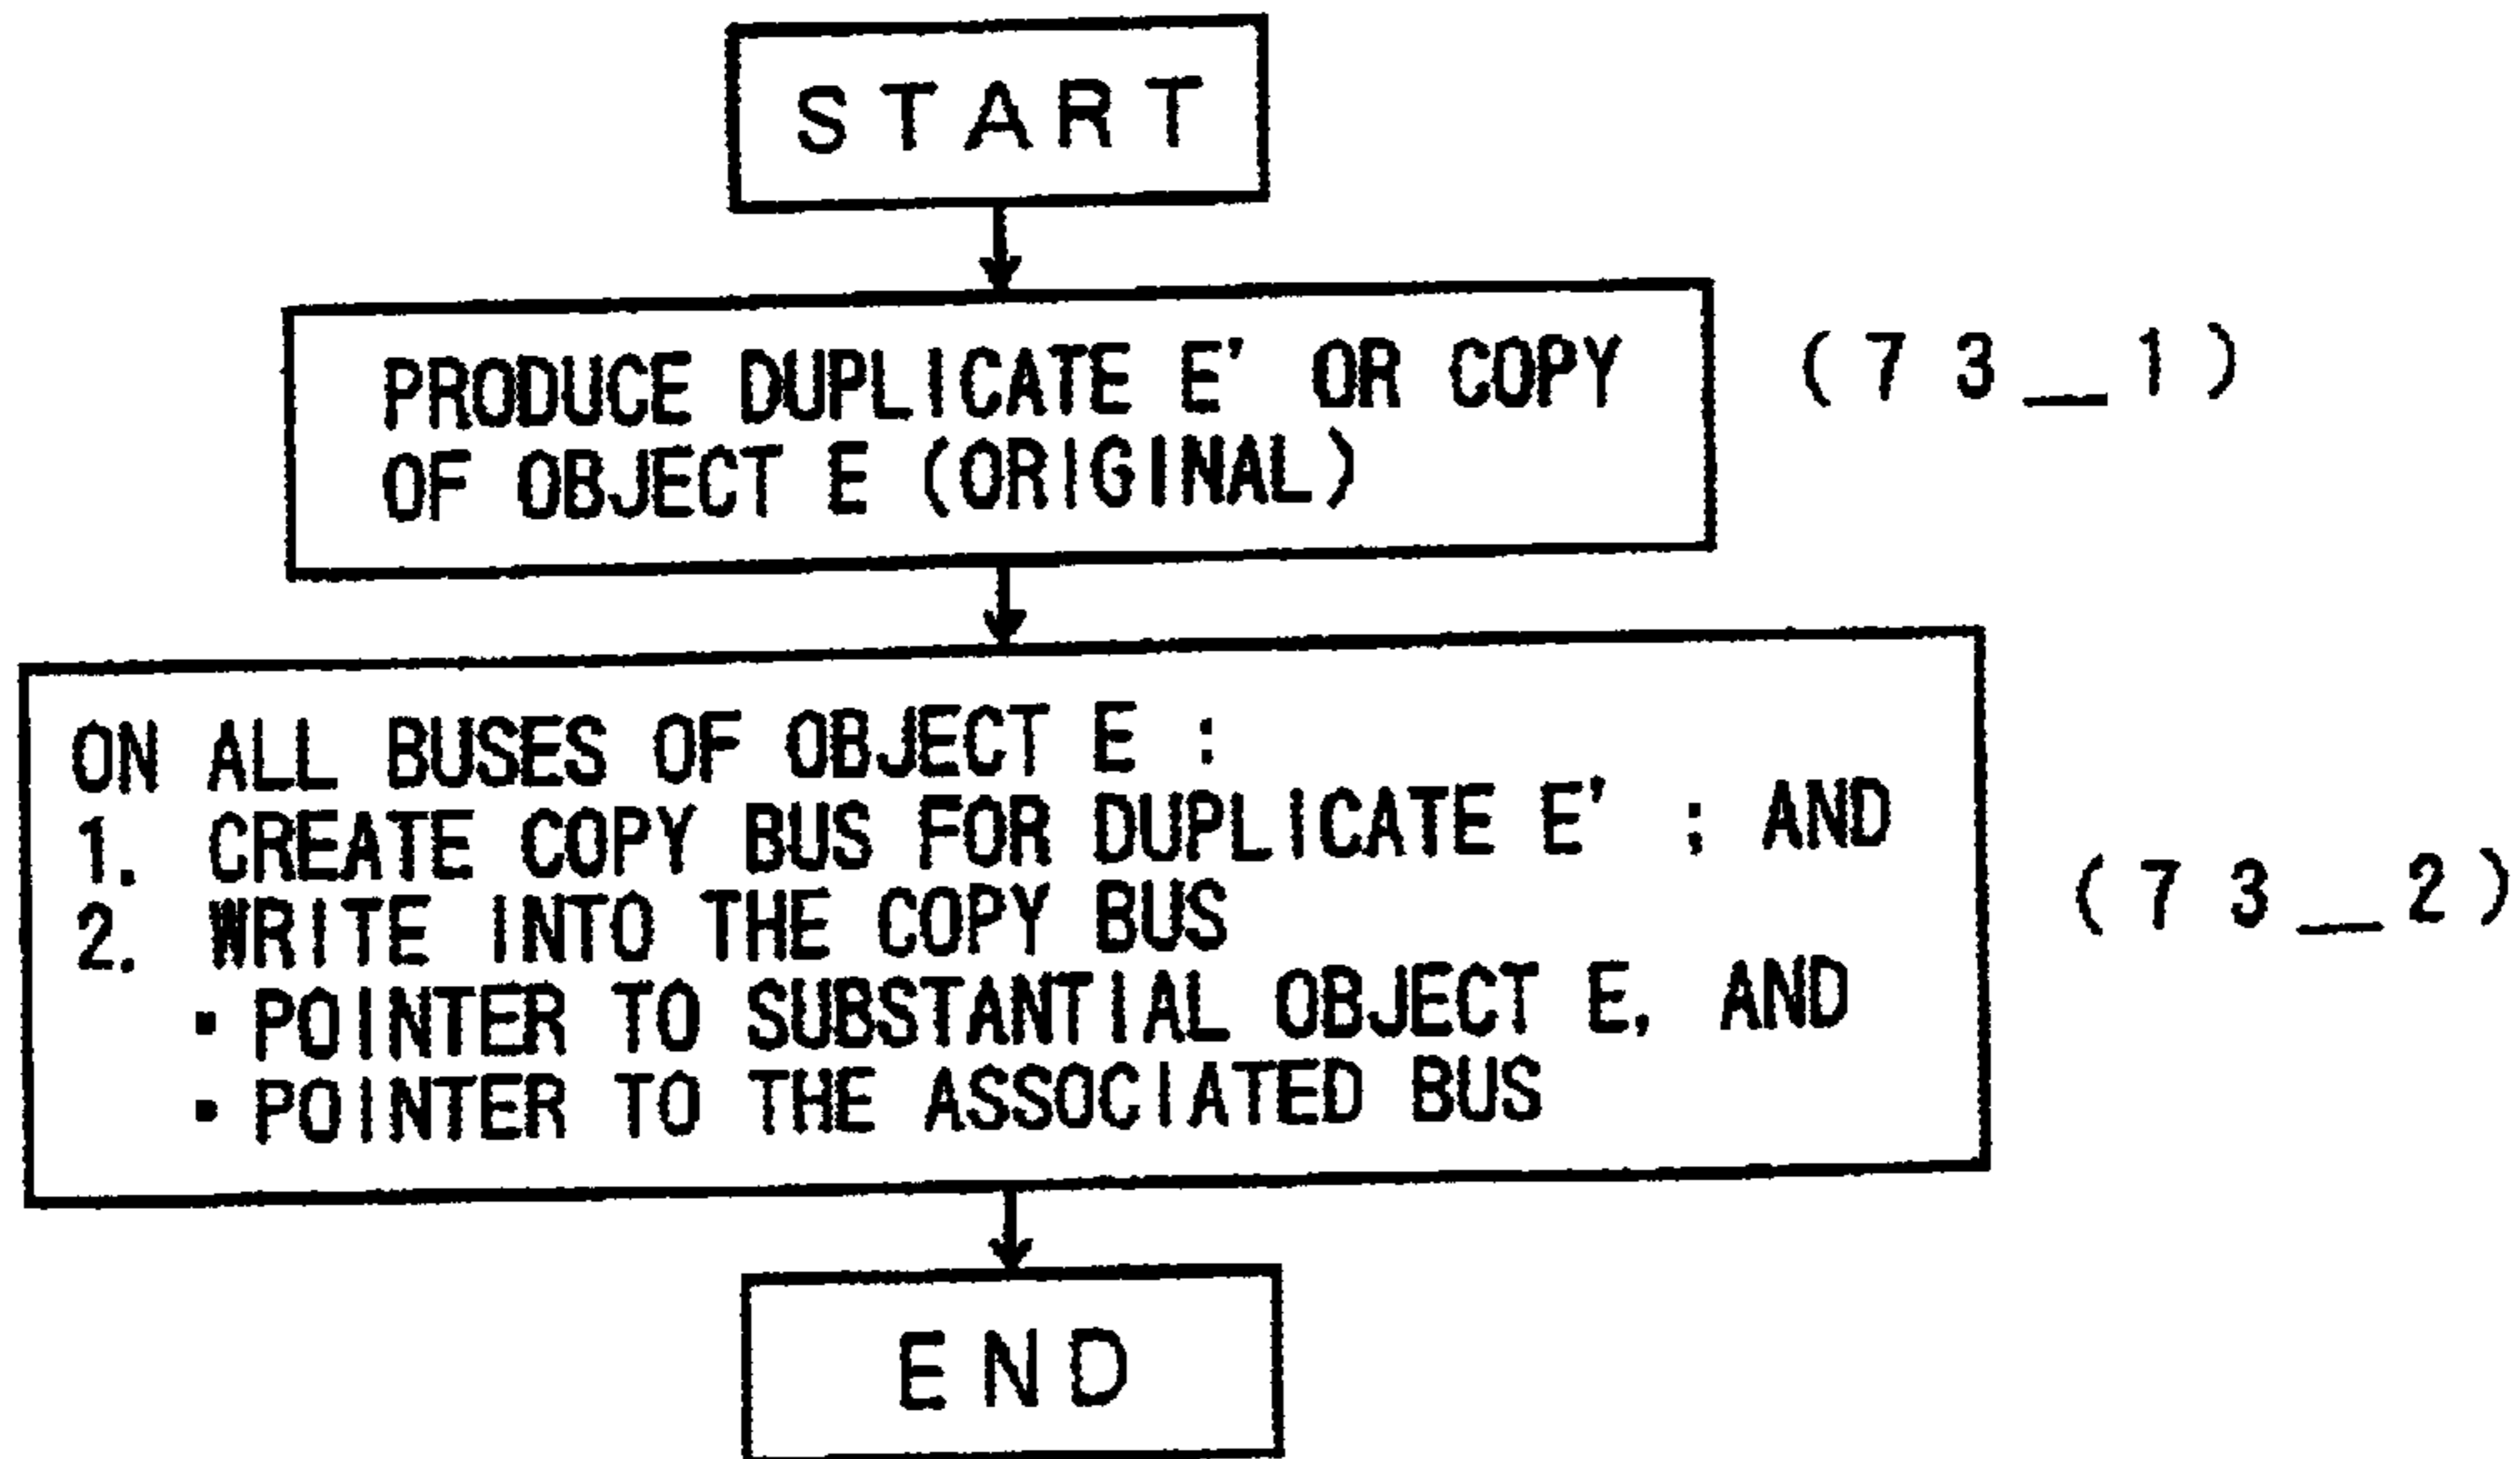 START
PRODUCE DUPLICATE E' OR COPY
OF OBJECT E (ORIGINAL)
(73_1)
ON ALL BUSES OF OBJECT E :
1. CREATE COPY BUS FOR DUPLICATE E' ; AND
2. WRITE INTO THE COPY BUS
▪ POINTER TO SUBSTANTIAL OBJECT E, AND
▪ POINTER TO THE ASSOCIATED BUS
(73_2)
END